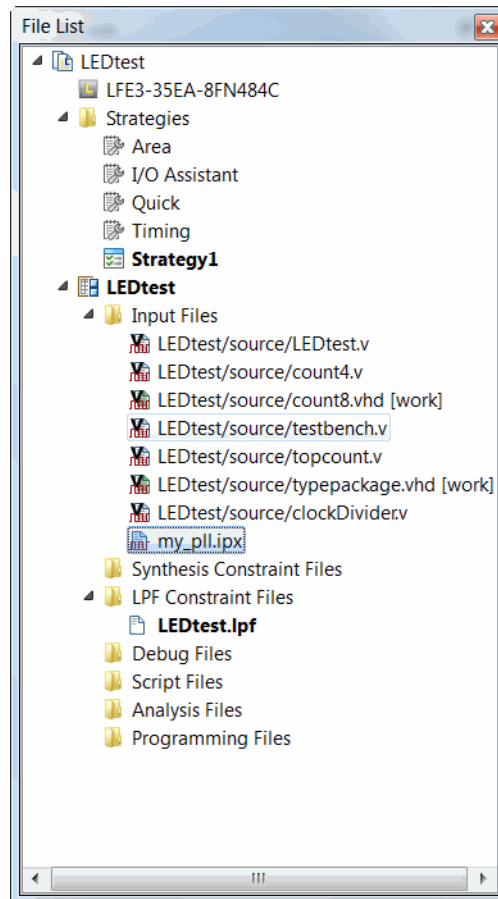 File List
LEDtest
LFE3-35EA-8FN484C
Strategies
Area
I/O Assistant
Quick
Timing
Strategy1
LEDtest
Input Files
LEDtest/source/LEDtest.v
LEDtest/source/count4.v
LEDtest/source/count8.vhd [work]
LEDtest/source/testbench.v
LEDtest/source/topcount.v
LEDtest/source/typepackage.vhd [work]
LEDtest/source/clockDivider.v
my_pll.ipx
Synthesis Constraint Files
LPF Constraint Files
LEDtest.lpf
Debug Files
Script Files
Analysis Files
Programming Files